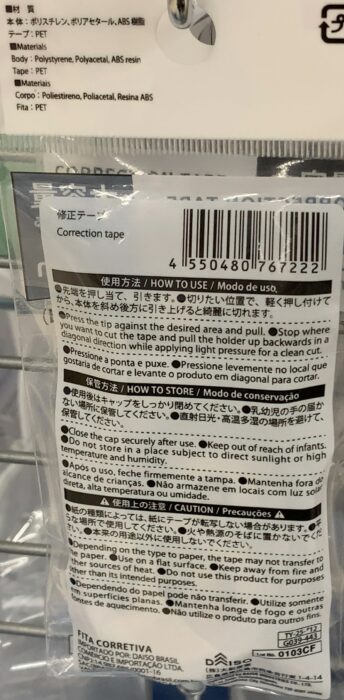 ■材 質
本 体：ポリスチレン、ポリアセタール、ABS 樹脂
テープ：PET
■Materials
Body : Polystyrene, Polyacetal, ABS resin
Tape : PET
■Materiais
Corpo : Poliestireno, Poliacetal, Resina ABS
Fita : PET
修正テープ
Correction tape
4 550480 767222
使用方法 / HOW TO USE / Modo de uso
●先端を押し当て、引きます。●切りたい位置で、軽く押し付けて
から、本体を斜め後方に引き上げると綺麗に切れます。
●Press the tip against the desired area and pull. ●Stop where
you want to cut the tape and pull the holder up backwards in a
diagonal direction while applying light pressure for a clean cut.
●Pressione a ponta e puxe. ●Pressione levemente no local que
gostaria de cortar e levante o produto em diagonal para cortar.
保管方法 / HOW TO STORE / Modo de conservação
●使用後はキャップをしっかり閉めてください。●乳幼児の手の届か
ない場所に保管してください。●直射日光・高温多湿の場所を避けて、
保管してください。
●Close the cap securely after use. ●Keep out of reach of infants.
●Do not store in a place subject to direct sunlight or high
temperature and humidity.
●Após o uso, feche firmemente a tampa. ●Mantenha fora do
alcance de crianças. ●Não armazene em locais com luz solar
direta, alta temperatura ou umidade.
使用上の注意 / CAUTION / Precauções
●紙の種類によっては、紙にテープが転写しない場合があります。
な場所で使用してください。●火や熱源のそばに置かないでくだ
い。●本来の用途以外に使用しないでください。
●Depending on the type to paper, the tape may not transfer to
the paper. ●Use on a flat surface. ●Keep away from fire and
other sources of heat. ●Do not use this product for purposes
other than its intended purposes.
●Dependendo do papel pode não transferir. ●Utilize somente
em superfícies planas. ●Mantenha longe de fogo e outras
fontes de aquecimento. ●Não utilize o produto para outros fins.
FITA CORRETIVA
IMPORTADO POR: DAISO BRASIL
COMÉRCIO E IMPORTAÇÃO LTDA.
DAISO
TY-25-T12
G039-443
Lot No. 0103CF
1-4-14